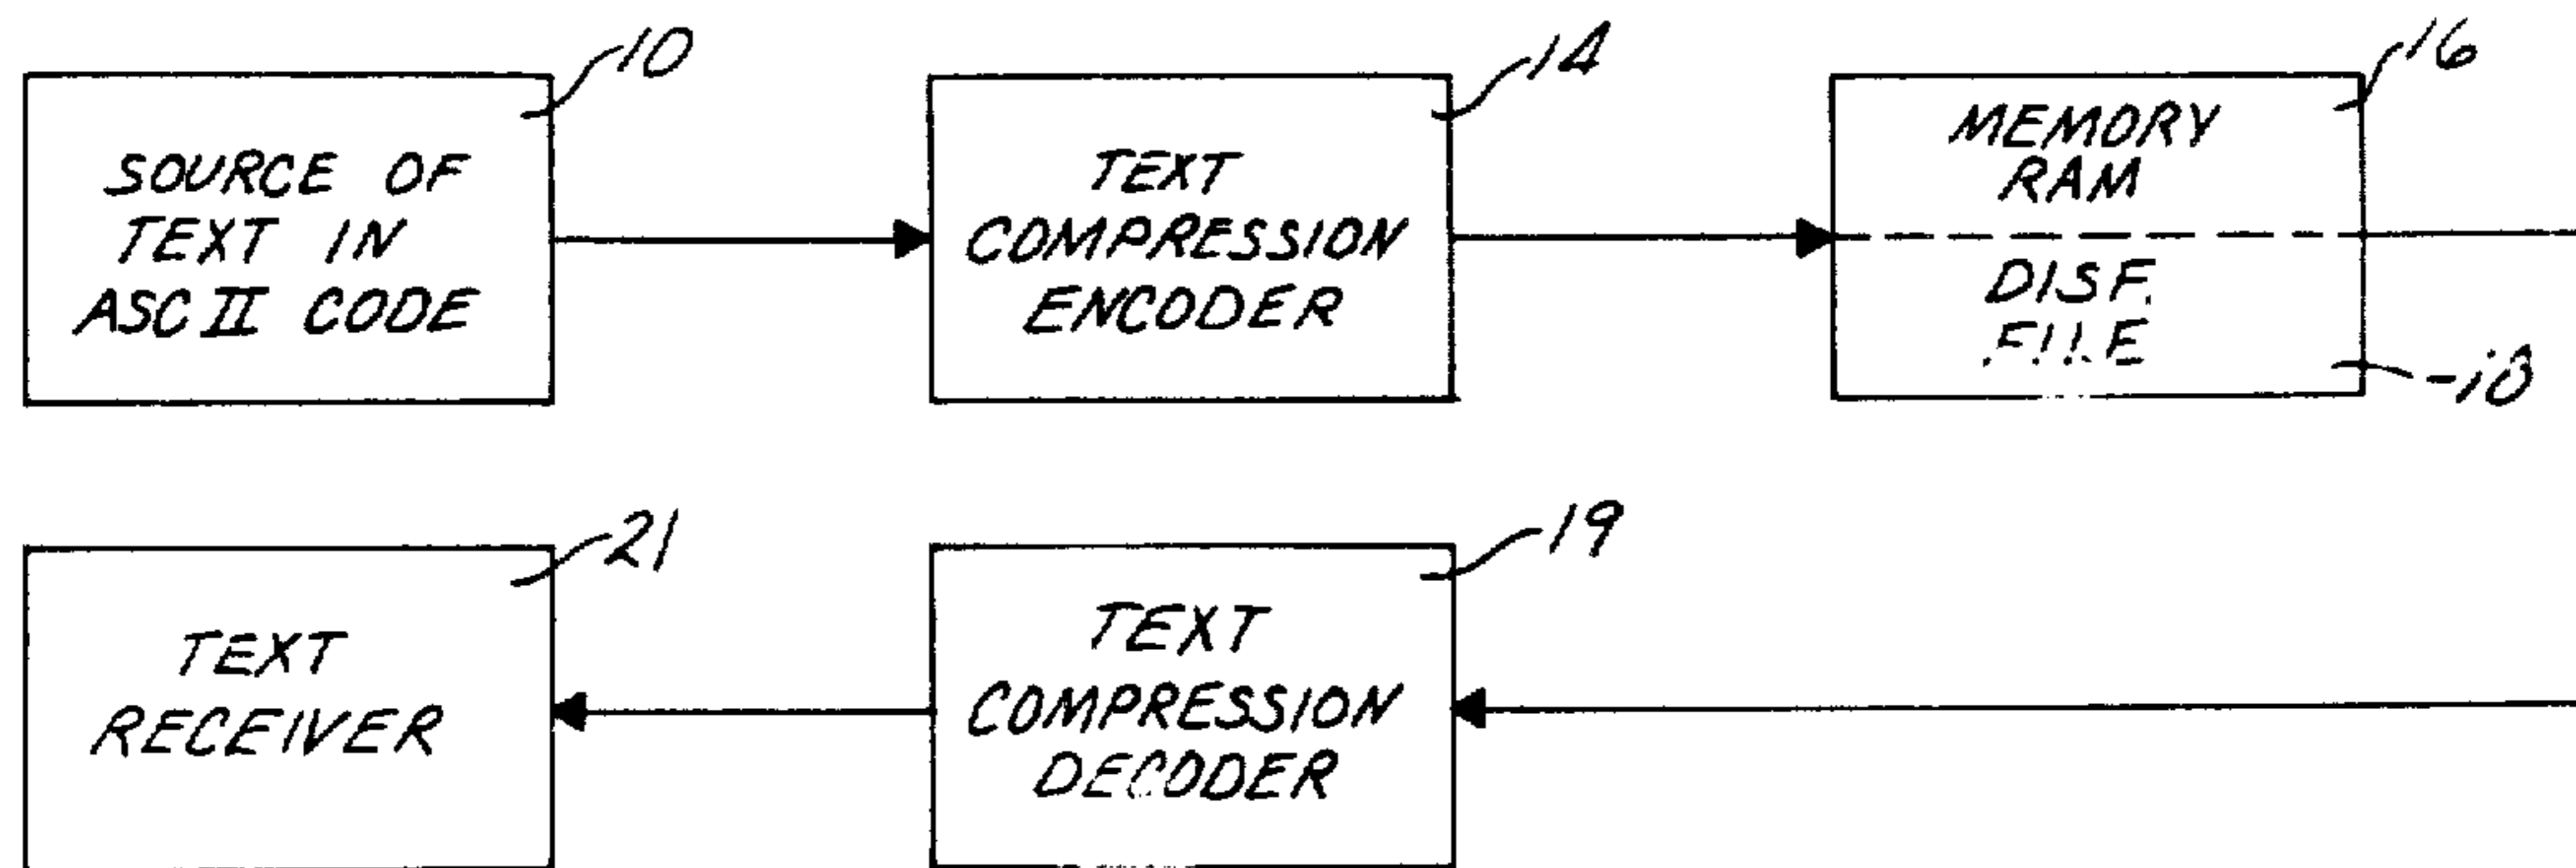 10
SOURCE OF
TEXT IN
ASCII CODE
14
TEXT
COMPRESSION
ENCODER
16
MEMORY
RAM
FILE
18
21
TEXT
RECEIVER
19
TEXT
COMPRESSION
DECODER